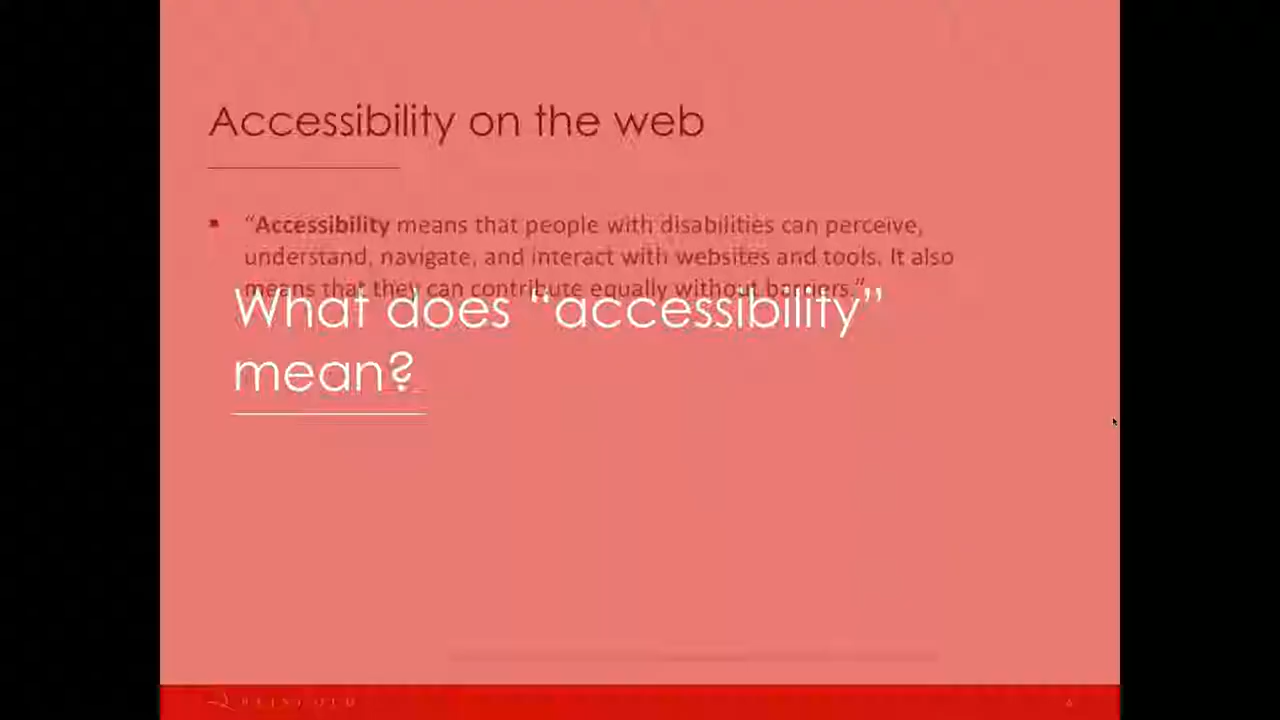 Accessibility on the web
“Accessibility means that people with disabilities can perceive,
understand, navigate, and interact with websites and tools. It also
means that they can contribute equally without barriers.”
What does “accessibility”
mean?